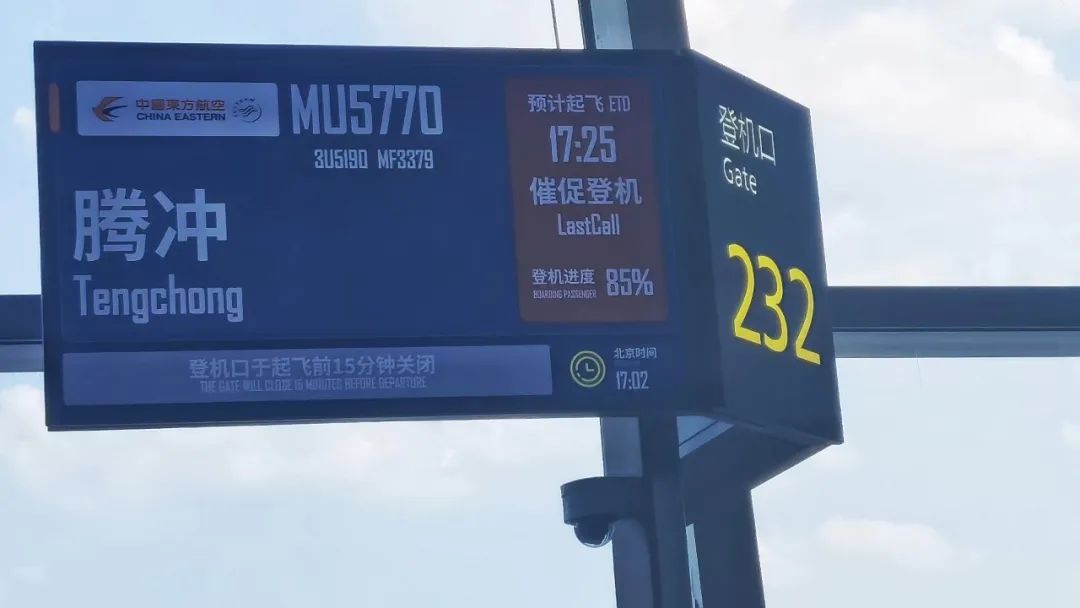 中國東方航空
CHINA EASTERN
MU5770
3U5190 MF3379
腾冲
Tengchong
预计起飞 ETD
17:25
催促登机
LastCall
登机进度 85%
BOARDING PASSENGER
登机口于起飞前15分钟关闭
THE GATE WILL CLOSE 15 MINUTES BEFORE DEPARTURE
北京时间
17:02
登机口
Gate
232